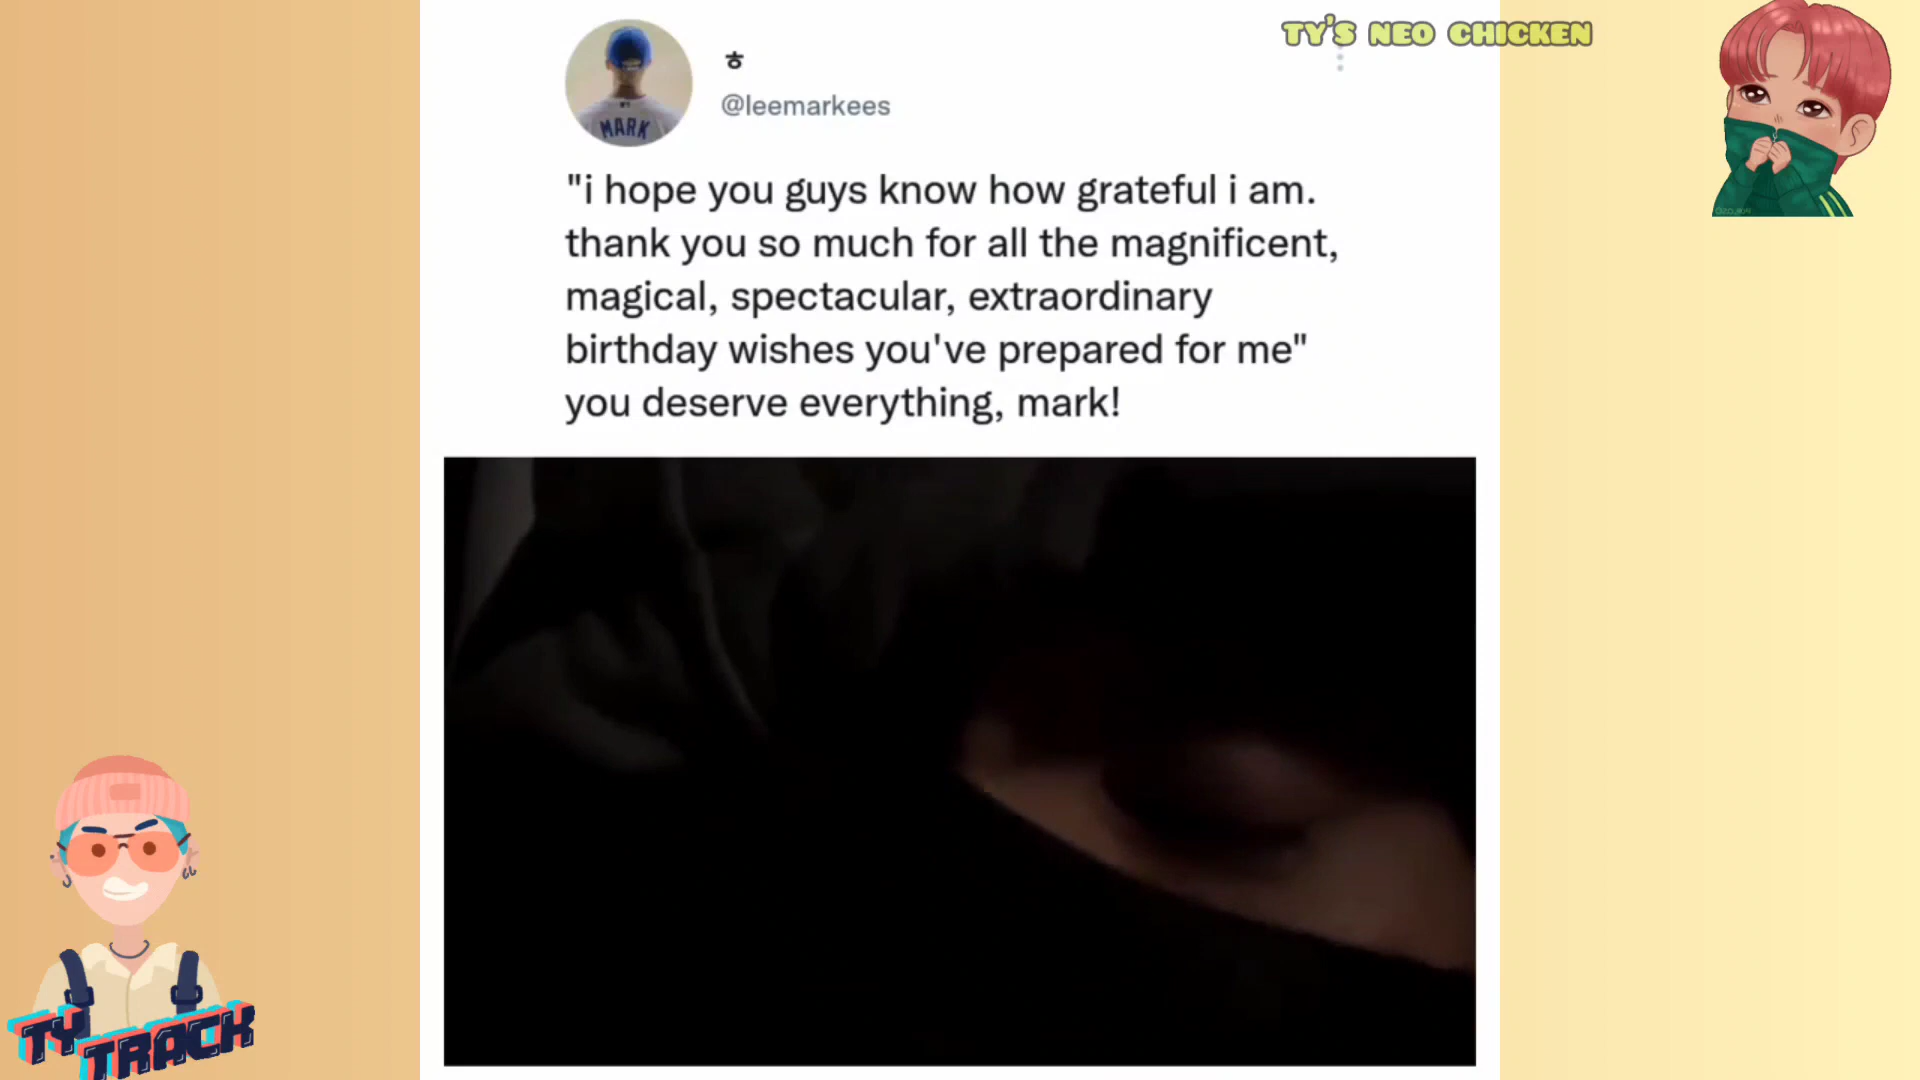 TY'S NEO CHICKEN
ㅎ
@leemarkees
MARK
"i hope you guys know how grateful i am.
thank you so much for all the magnificent,
magical, spectacular, extraordinary
birthday wishes you've prepared for me"
you deserve everything, mark!
TY
TRACK